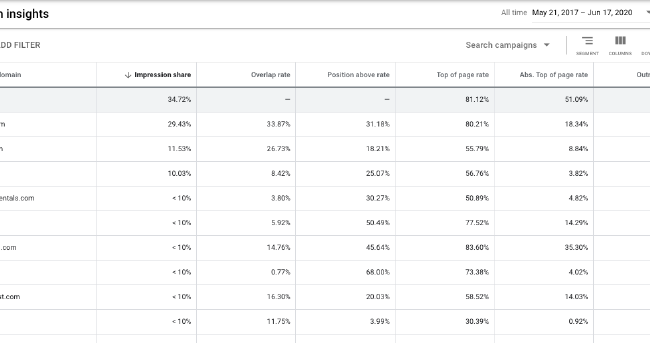 insights
All time May 21, 2017 – Jun 17, 2020
ADD FILTER
Search campaigns
SEGMENT COLUMNS
domain ↓ Impression share Overlap rate Position above rate Top of page rate Abs. Top of page rate
34.72% — — 81.12% 51.09%
29.43% 33.87% 31.18% 80.21% 18.34%
11.53% 26.73% 18.21% 55.79% 8.84%
10.03% 8.42% 25.07% 56.76% 3.82%
entals.com < 10% 3.80% 30.27% 50.89% 4.82%
< 10% 5.92% 50.49% 77.52% 14.29%
.com < 10% 14.76% 45.64% 83.60% 35.30%
< 10% 0.77% 68.00% 73.38% 4.02%
st.com < 10% 16.30% 20.03% 58.52% 14.03%
< 10% 11.75% 3.99% 30.39% 0.92%